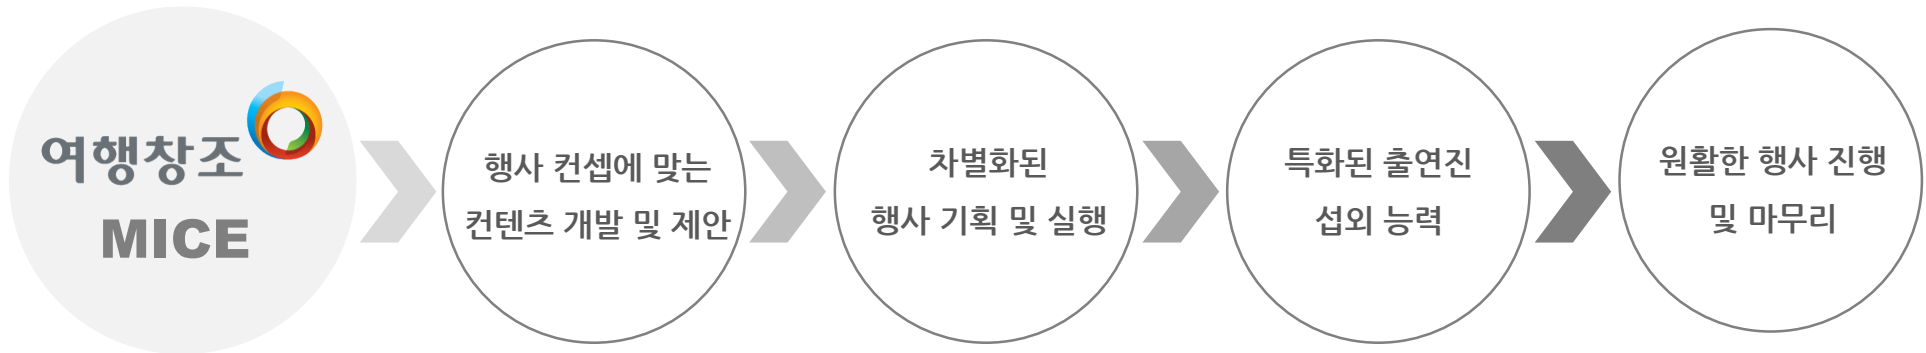 여행창조
MICE
행사 컨셉에 맞는
컨텐츠 개발 및 제안
차별화된
행사 기획 및 실행
특화된 출연진
섭외 능력
원활한 행사 진행
및 마무리